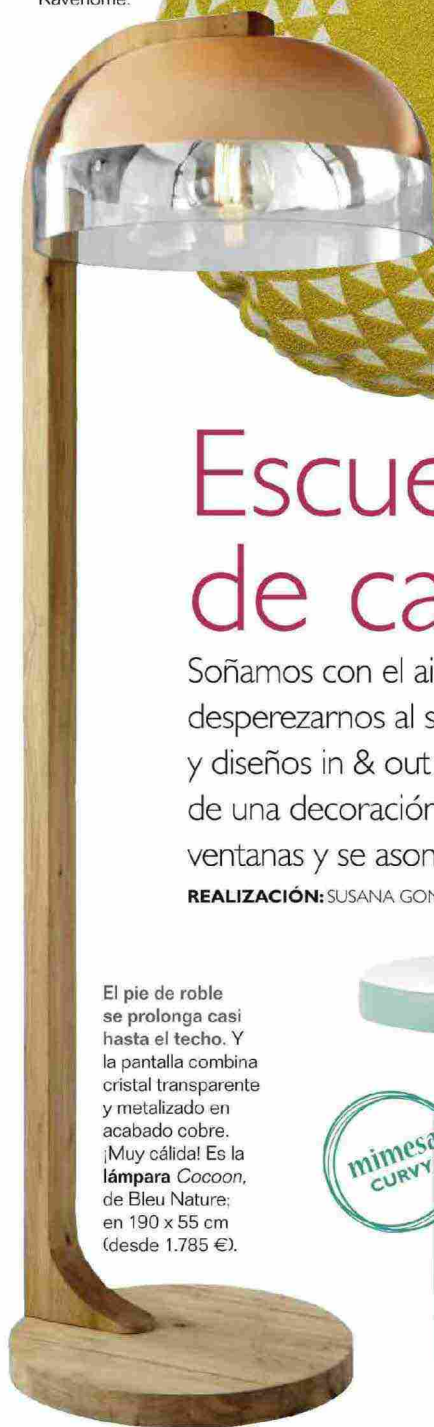 Kavehome.
Escue
de ca
Soñamos con el ai
desperezarnos al s
y diseños in & out
de una decoración
ventanas y se ason
REALIZACIÓN: SUSANA GON
El pie de roble
se prolonga casi
hasta el techo. Y
la pantalla combina
cristal transparente
y metalizado en
acabado cobre.
¡Muy cálida! Es la
lámpara Cocoon,
de Bleu Nature;
en 190 x 55 cm
(desde 1.785 €).
mimesa
CURVY